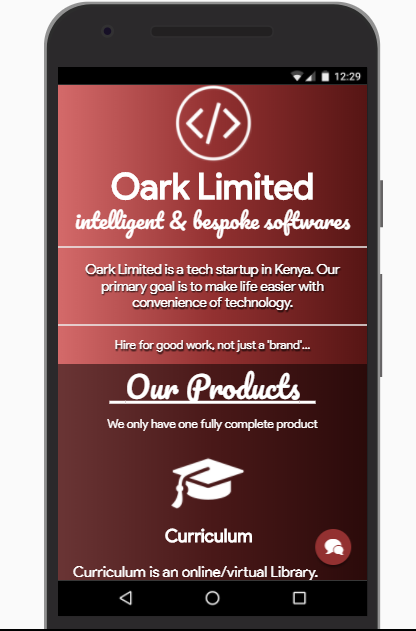 12:29
</>
Oark Limited
intelligent & bespoke softwares
Oark Limited is a tech startup in Kenya. Our
primary goal is to make life easier with
convenience of technology.
Hire for good work, not just a 'brand'...
Our Products
We only have one fully complete product
Curriculum
Curriculum is an online/virtual Library.